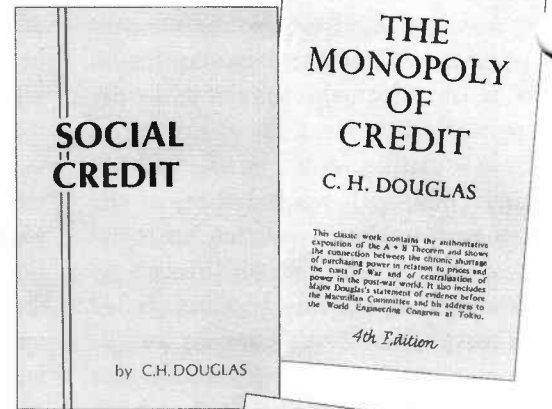 SOCIAL
CREDIT
by C.H. DOUGLAS
THE
MONOPOLY
OF
CREDIT
C. H. DOUGLAS
This classic work contains the authoritative
exposition of the A + B Theorem and shows
the connection between the chronic shortage
of purchasing power in relation to prices and
the costs of War and of centralisation of
power in the post-war world. It also includes
Major Douglas's statement of evidence before
the Macmillan Committee and his address to
the World Engineering Congress at Tokio.
4th Edition